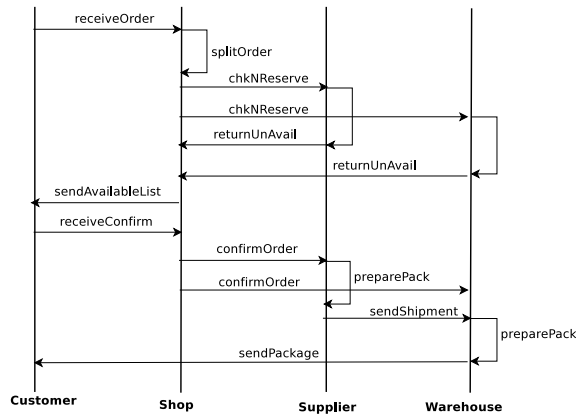 receiveOrder
splitOrder
chkNReserve
chkNReserve
returnUnAvail
returnUnAvail
sendAvailableList
receiveConfirm
confirmOrder
preparePack
confirmOrder
sendShipment
preparePack
sendPackage
Customer
Shop
Supplier
Warehouse